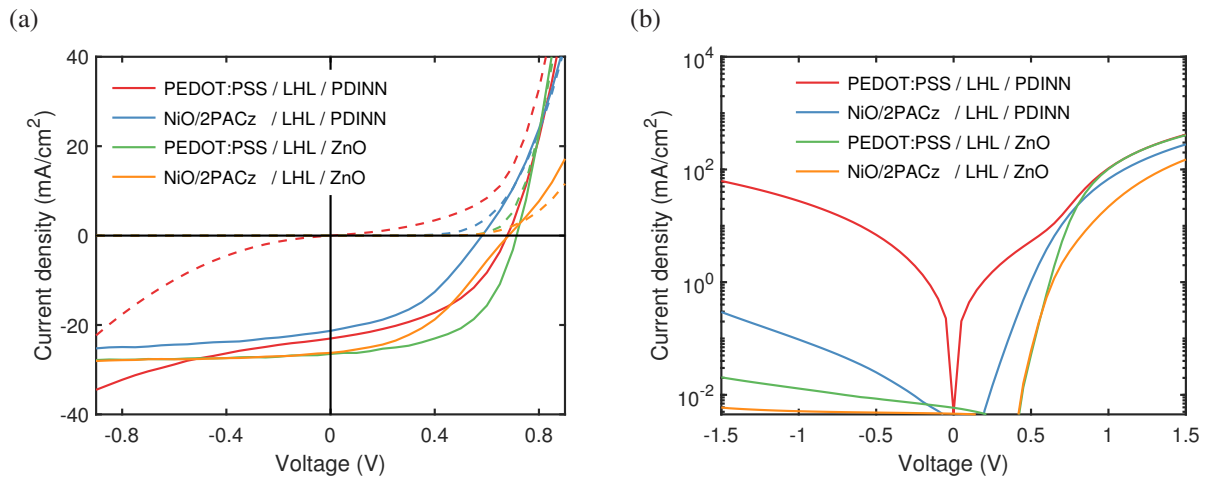 (a)
40
20
0
-20
-40
-0.8
-0.4
0
0.4
0.8
Voltage (V)
Current density (mA/cm²)
PEDOT:PSS / LHL / PDINN
NiO/2PACz / LHL / PDINN
PEDOT:PSS / LHL / ZnO
NiO/2PACz / LHL / ZnO
(b)
10⁴
10²
10⁰
10⁻²
-1.5
-1
-0.5
0
0.5
1
1.5
Voltage (V)
Current density (mA/cm²)
PEDOT:PSS / LHL / PDINN
NiO/2PACz / LHL / PDINN
PEDOT:PSS / LHL / ZnO
NiO/2PACz / LHL / ZnO